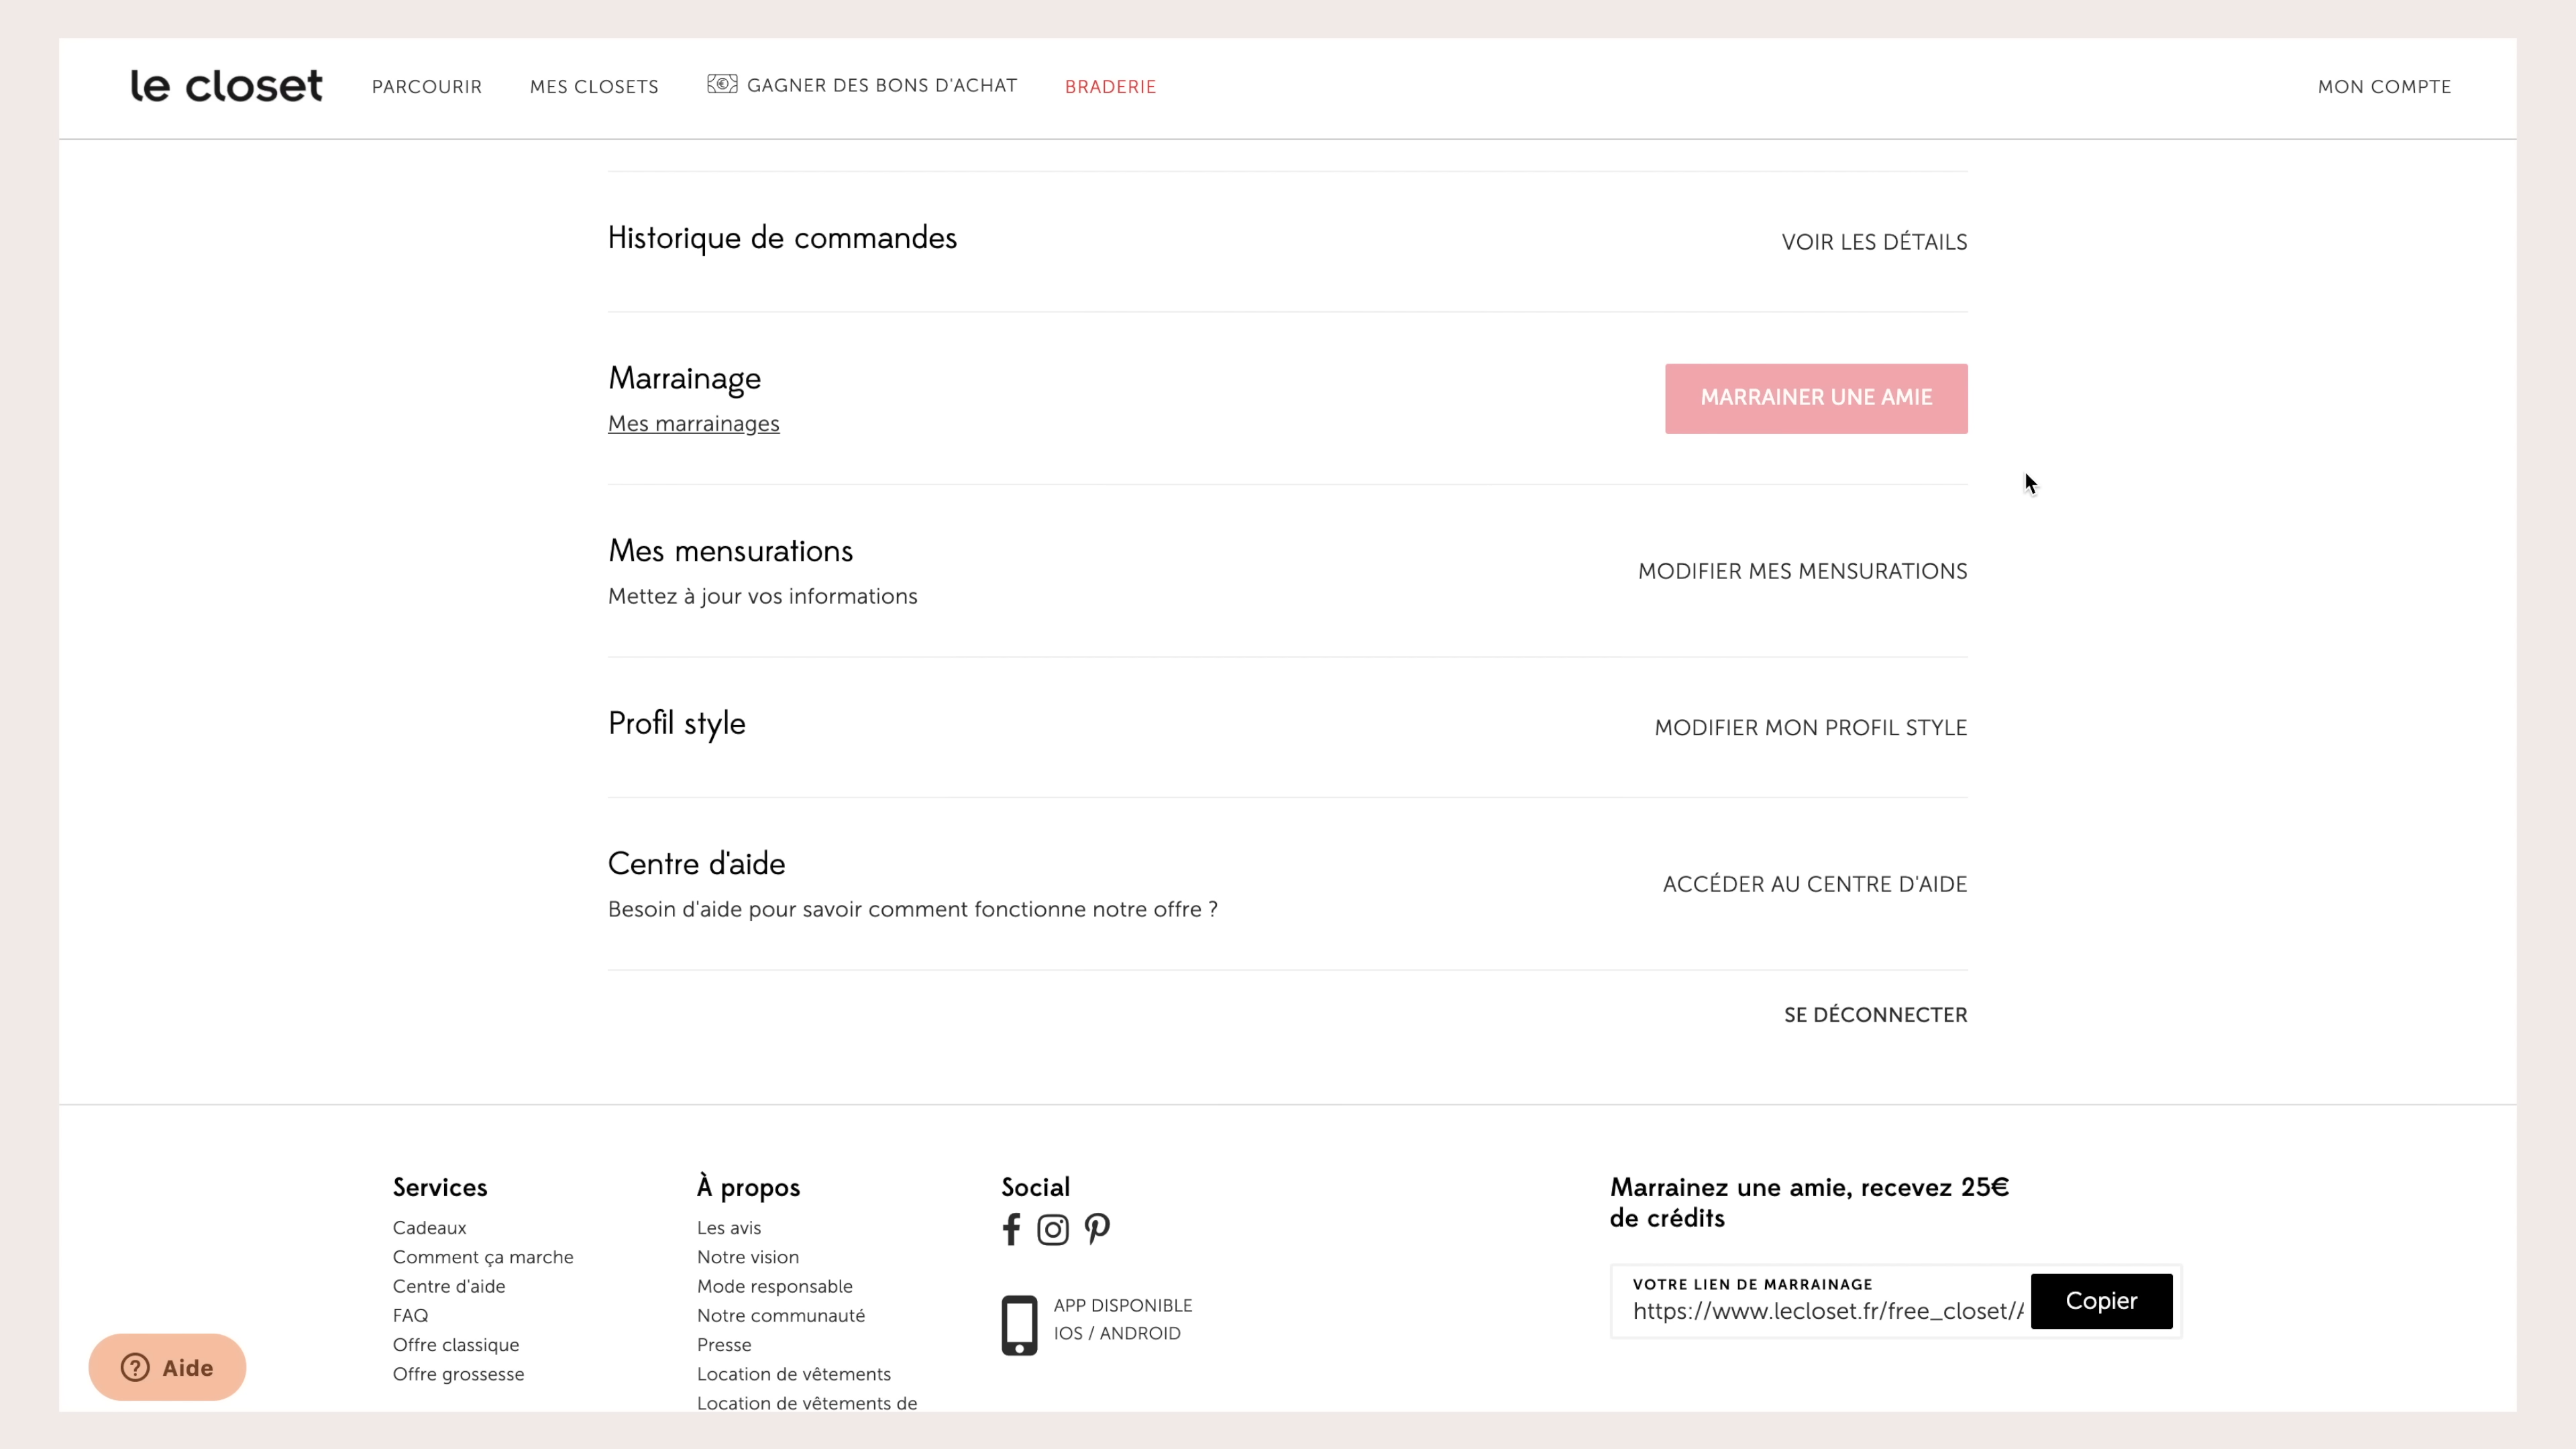 le closet
PARCOURIR
MES CLOSETS
GAGNER DES BONS D'ACHAT
BRADERIE
MON COMPTE
Historique de commandes
VOIR LES DÉTAILS
Marrainage
Mes marrainages
MARRAINER UNE AMIE
Mes mensurations
Mettez à jour vos informations
MODIFIER MES MENSURATIONS
Profil style
MODIFIER MON PROFIL STYLE
Centre d'aide
Besoin d'aide pour savoir comment fonctionne notre offre ?
ACCÉDER AU CENTRE D'AIDE
SE DÉCONNECTER
Services
Cadeaux
Comment ça marche
Centre d'aide
FAQ
Offre classique
Offre grossesse
À propos
Les avis
Notre vision
Mode responsable
Notre communauté
Presse
Location de vêtements
Location de vêtements de
Social
APP DISPONIBLE
IOS / ANDROID
Marrainez une amie, recevez 25€
de crédits
VOTRE LIEN DE MARRAINAGE
https://www.lecloset.fr/free_closet/
Copier
Aide